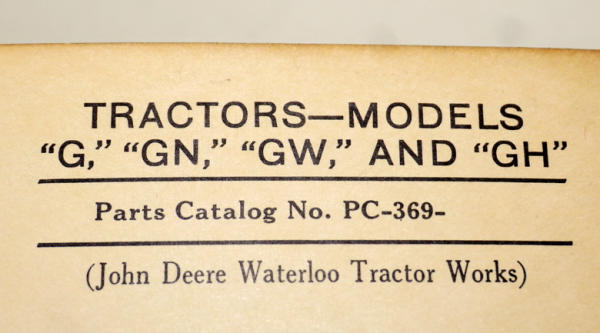 TRACTORS—MODELS
“G,” “GN,” “GW,” AND “GH”
Parts Catalog No. PC-369-
(John Deere Waterloo Tractor Works)